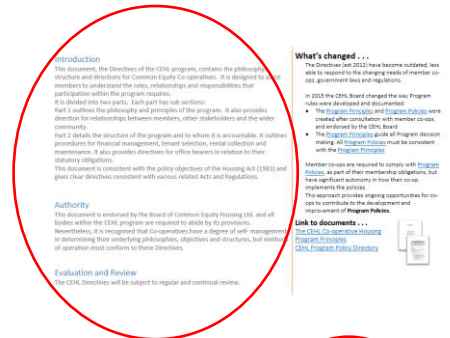 Introduction
This document, the Directives of the CEHL program, contains the philosophy,
structure and directions for Common Equity Co-operatives. It is designed to assist
members to understand the roles, relationships and responsibilities that
participation within the program requires.
It is divided into two parts. Each part has sub sections:
Part 1 outlines the philosophy and principles of the program. It also provides
direction for relationships between members, other stakeholders and the wider
community.
Part 2 details the structure of the program and to whom it is accountable. It outlines
procedures for financial management, tenant selection, rental collection and
maintenance. It also provides directives for office bearers in relation to their
statutory obligations.
This document is consistent with the policy objectives of the Housing Act (1983) and
gives clear directives consistent with various related Acts and Regulations.
Authority
This document is endorsed by the Board of Common Equity Housing Ltd. and all
bodies within the CEHL program are required to abide by its provisions.
Nevertheless, it is recognised that Co-operatives have a degree of self- management
in determining their underlying philosophies, objectives and structures, but methods
of operation must conform to these Directives.
Evaluation and Review
The CEHL Directives will be subject to regular and continual review.
What's changed . . .
The Directives (est 2012) have become outdated, less
able to respond to the changing needs of member co-
ops, government laws and regulations.
In 2015 the CEHL Board changed the way Program
rules were developed and documented:
• The Program Principles and Program Policies were
created after consultation with member co-ops,
and endorsed by the CEHL Board
• The Program Principles guide all Program decision
making. All Program Policies must be consistent
with the Program Principles
Member co-ops are required to comply with Program
Policies, as part of their membership obligations, but
have significant autonomy in how their co-op
implements the policies.
This approach provides ongoing opportunities for co-
ops to contribute to the development and
improvement of Program Policies.
Link to documents . . .
The CEHL Co-operative Housing
Program Principles
CEHL Program Policy Directory